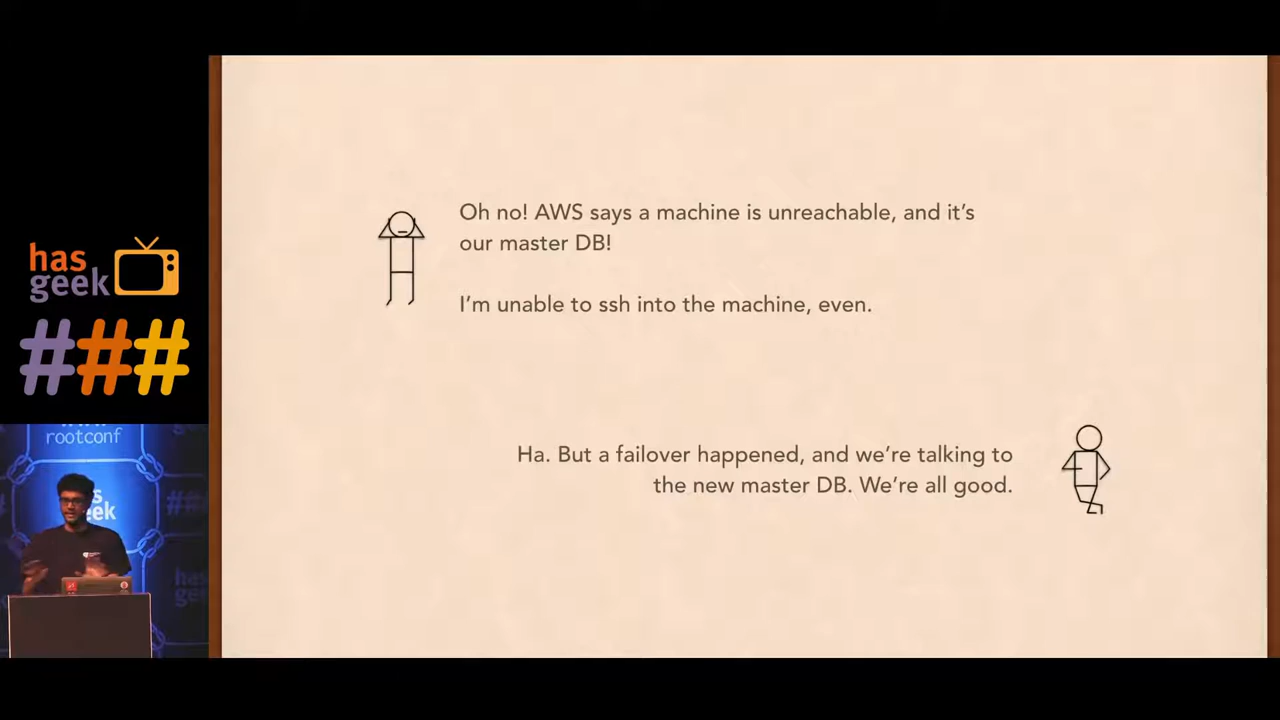 has
geek
###
rootconf
has
geek
Oh no! AWS says a machine is unreachable, and it’s
our master DB!
I’m unable to ssh into the machine, even.
Ha. But a failover happened, and we’re talking to
the new master DB. We’re all good.